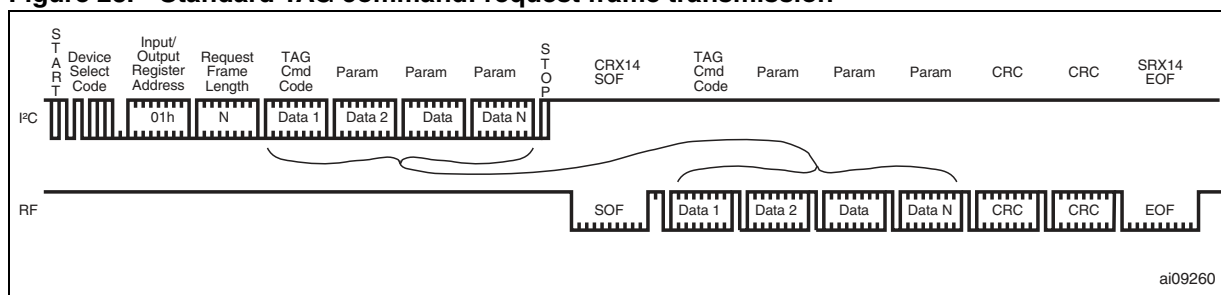 Standard TAG command: request frame transmission
START
Device
Select
Code
Input/
Output
Register
Address
Request
Frame
Length
TAG
Cmd
Code
Param
Param
Param
STOP
CRX14
SOF
TAG
Cmd
Code
Param
Param
Param
CRC
CRC
SRX14
EOF
I²C
01h
N
Data 1
Data 2
Data
Data N
RF
SOF
Data 1
Data 2
Data
Data N
CRC
CRC
EOF
ai09260